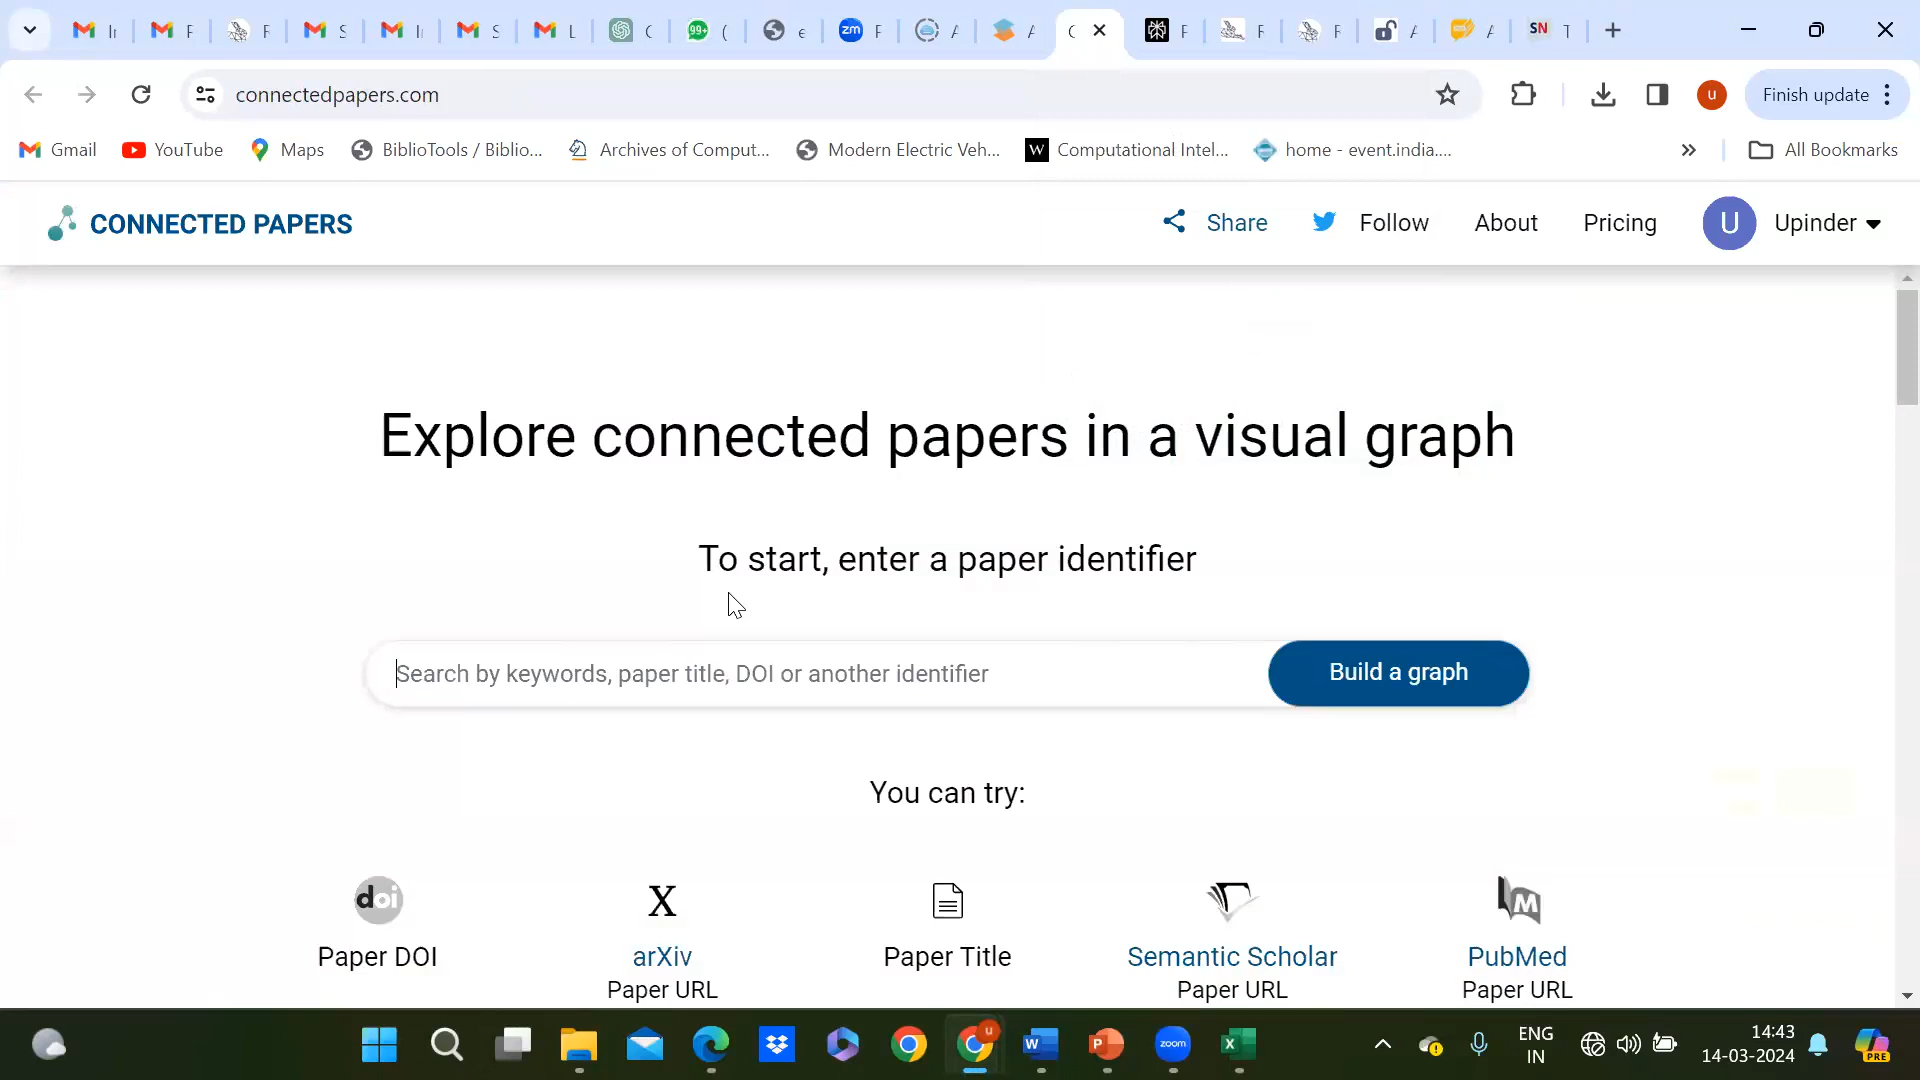 connectedpapers.com
Finish update
Gmail
YouTube
Maps
BiblioTools / Biblio...
Archives of Comput...
Modern Electric Veh...
Computational Intel...
home - event.india....
All Bookmarks
CONNECTED PAPERS
Share
Follow
About
Pricing
U
Upinder
Explore connected papers in a visual graph
To start, enter a paper identifier
Search by keywords, paper title, DOI or another identifier
Build a graph
You can try:
doi
X
M
Paper DOI
arXiv
Paper URL
Paper Title
Semantic Scholar
Paper URL
PubMed
Paper URL
zoom
ENG
IN
14:43
14-03-2024
PRE